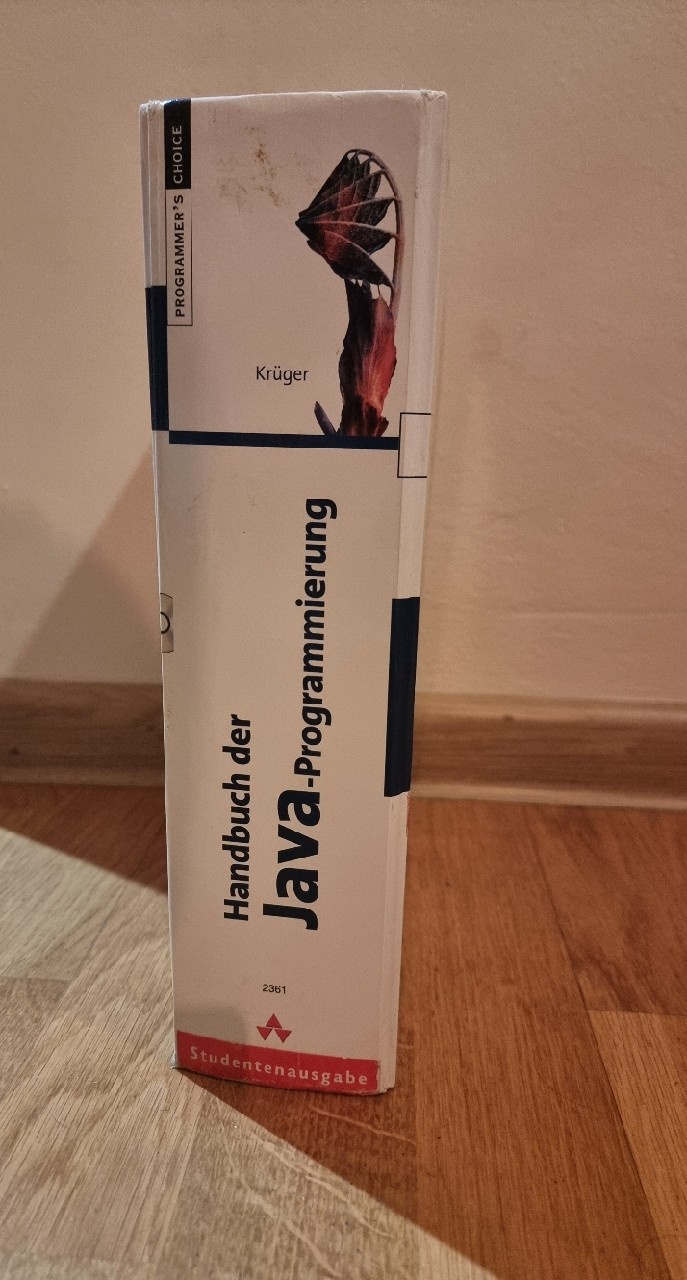 PROGRAMMER'S CHOICE
Krüger
Handbuch der
Java-Programmierung
2361
Studentenausgabe